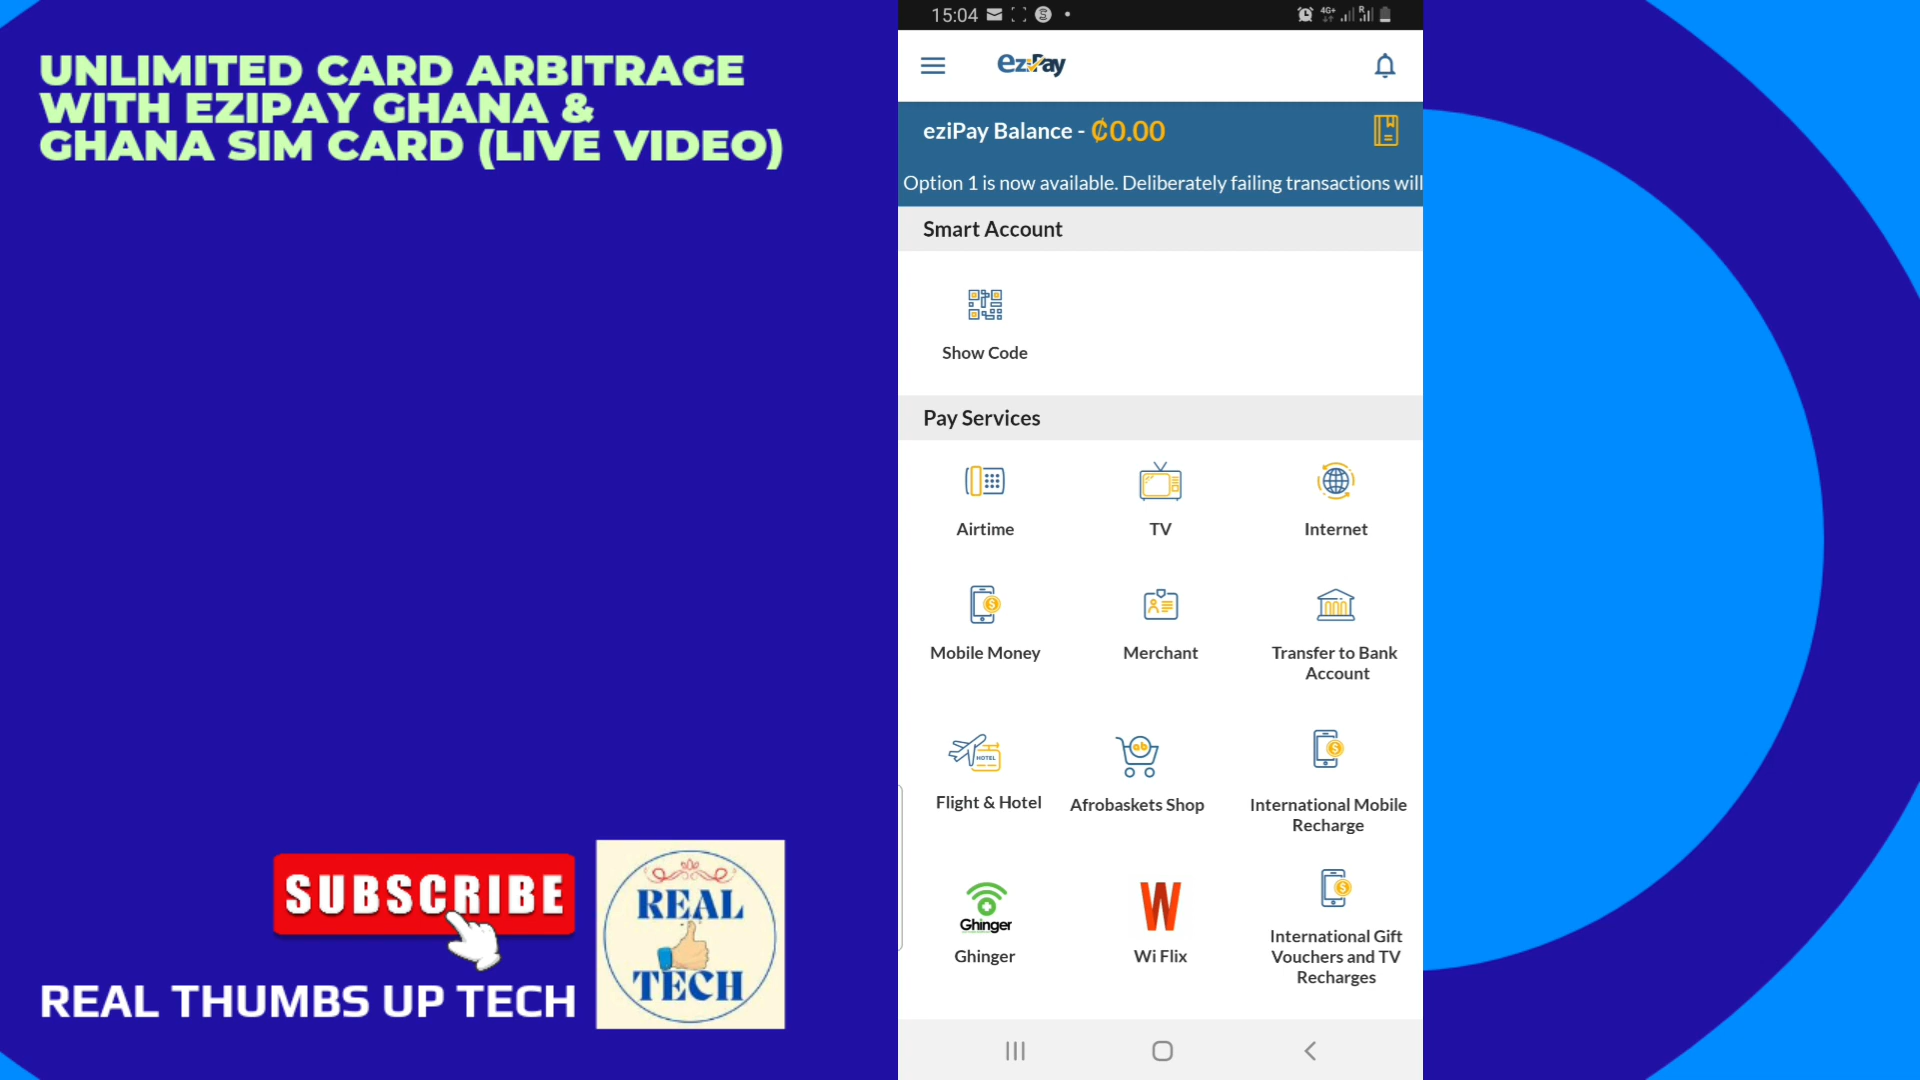 UNLIMITED CARD ARBITRAGE
WITH EZIPAY GHANA &
GHANA SIM CARD (LIVE VIDEO)
15:04
4G+
R
eziPay
eziPay Balance - ₵0.00
Option 1 is now available. Deliberately failing transactions will
Smart Account
Show Code
Pay Services
Airtime
TV
Internet
Mobile Money
Merchant
Transfer to Bank
Account
HOTEL
ab
Flight & Hotel
Afrobaskets Shop
International Mobile
Recharge
Ghinger
W
Ghinger
Wi Flix
International Gift
Vouchers and TV
Recharges
SUBSCRIBE
REAL
TECH
REAL THUMBS UP TECH